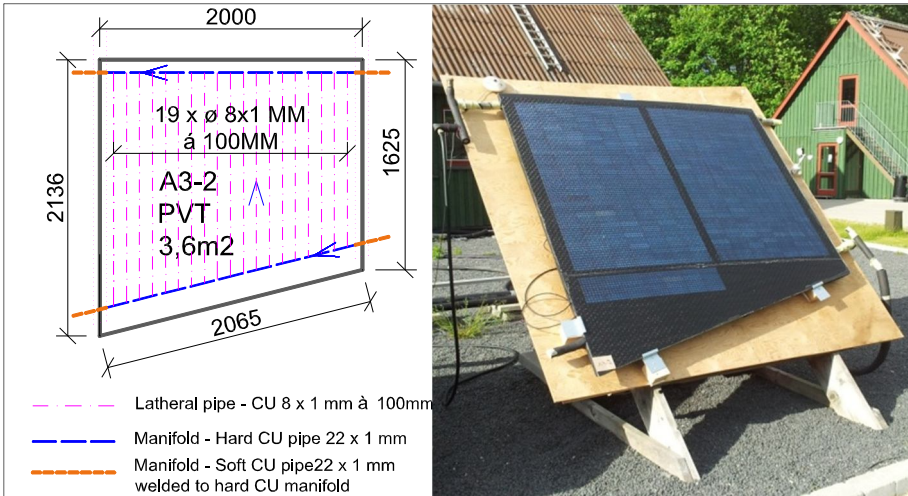 2000
19 x ø 8x1 MM
á 100MM
2136
1625
A3-2
PVT
3,6m2
2065
Latheral pipe - CU 8 x 1 mm à 100mm
Manifold - Hard CU pipe 22 x 1 mm
Manifold - Soft CU pipe22 x 1 mm
welded to hard CU manifold